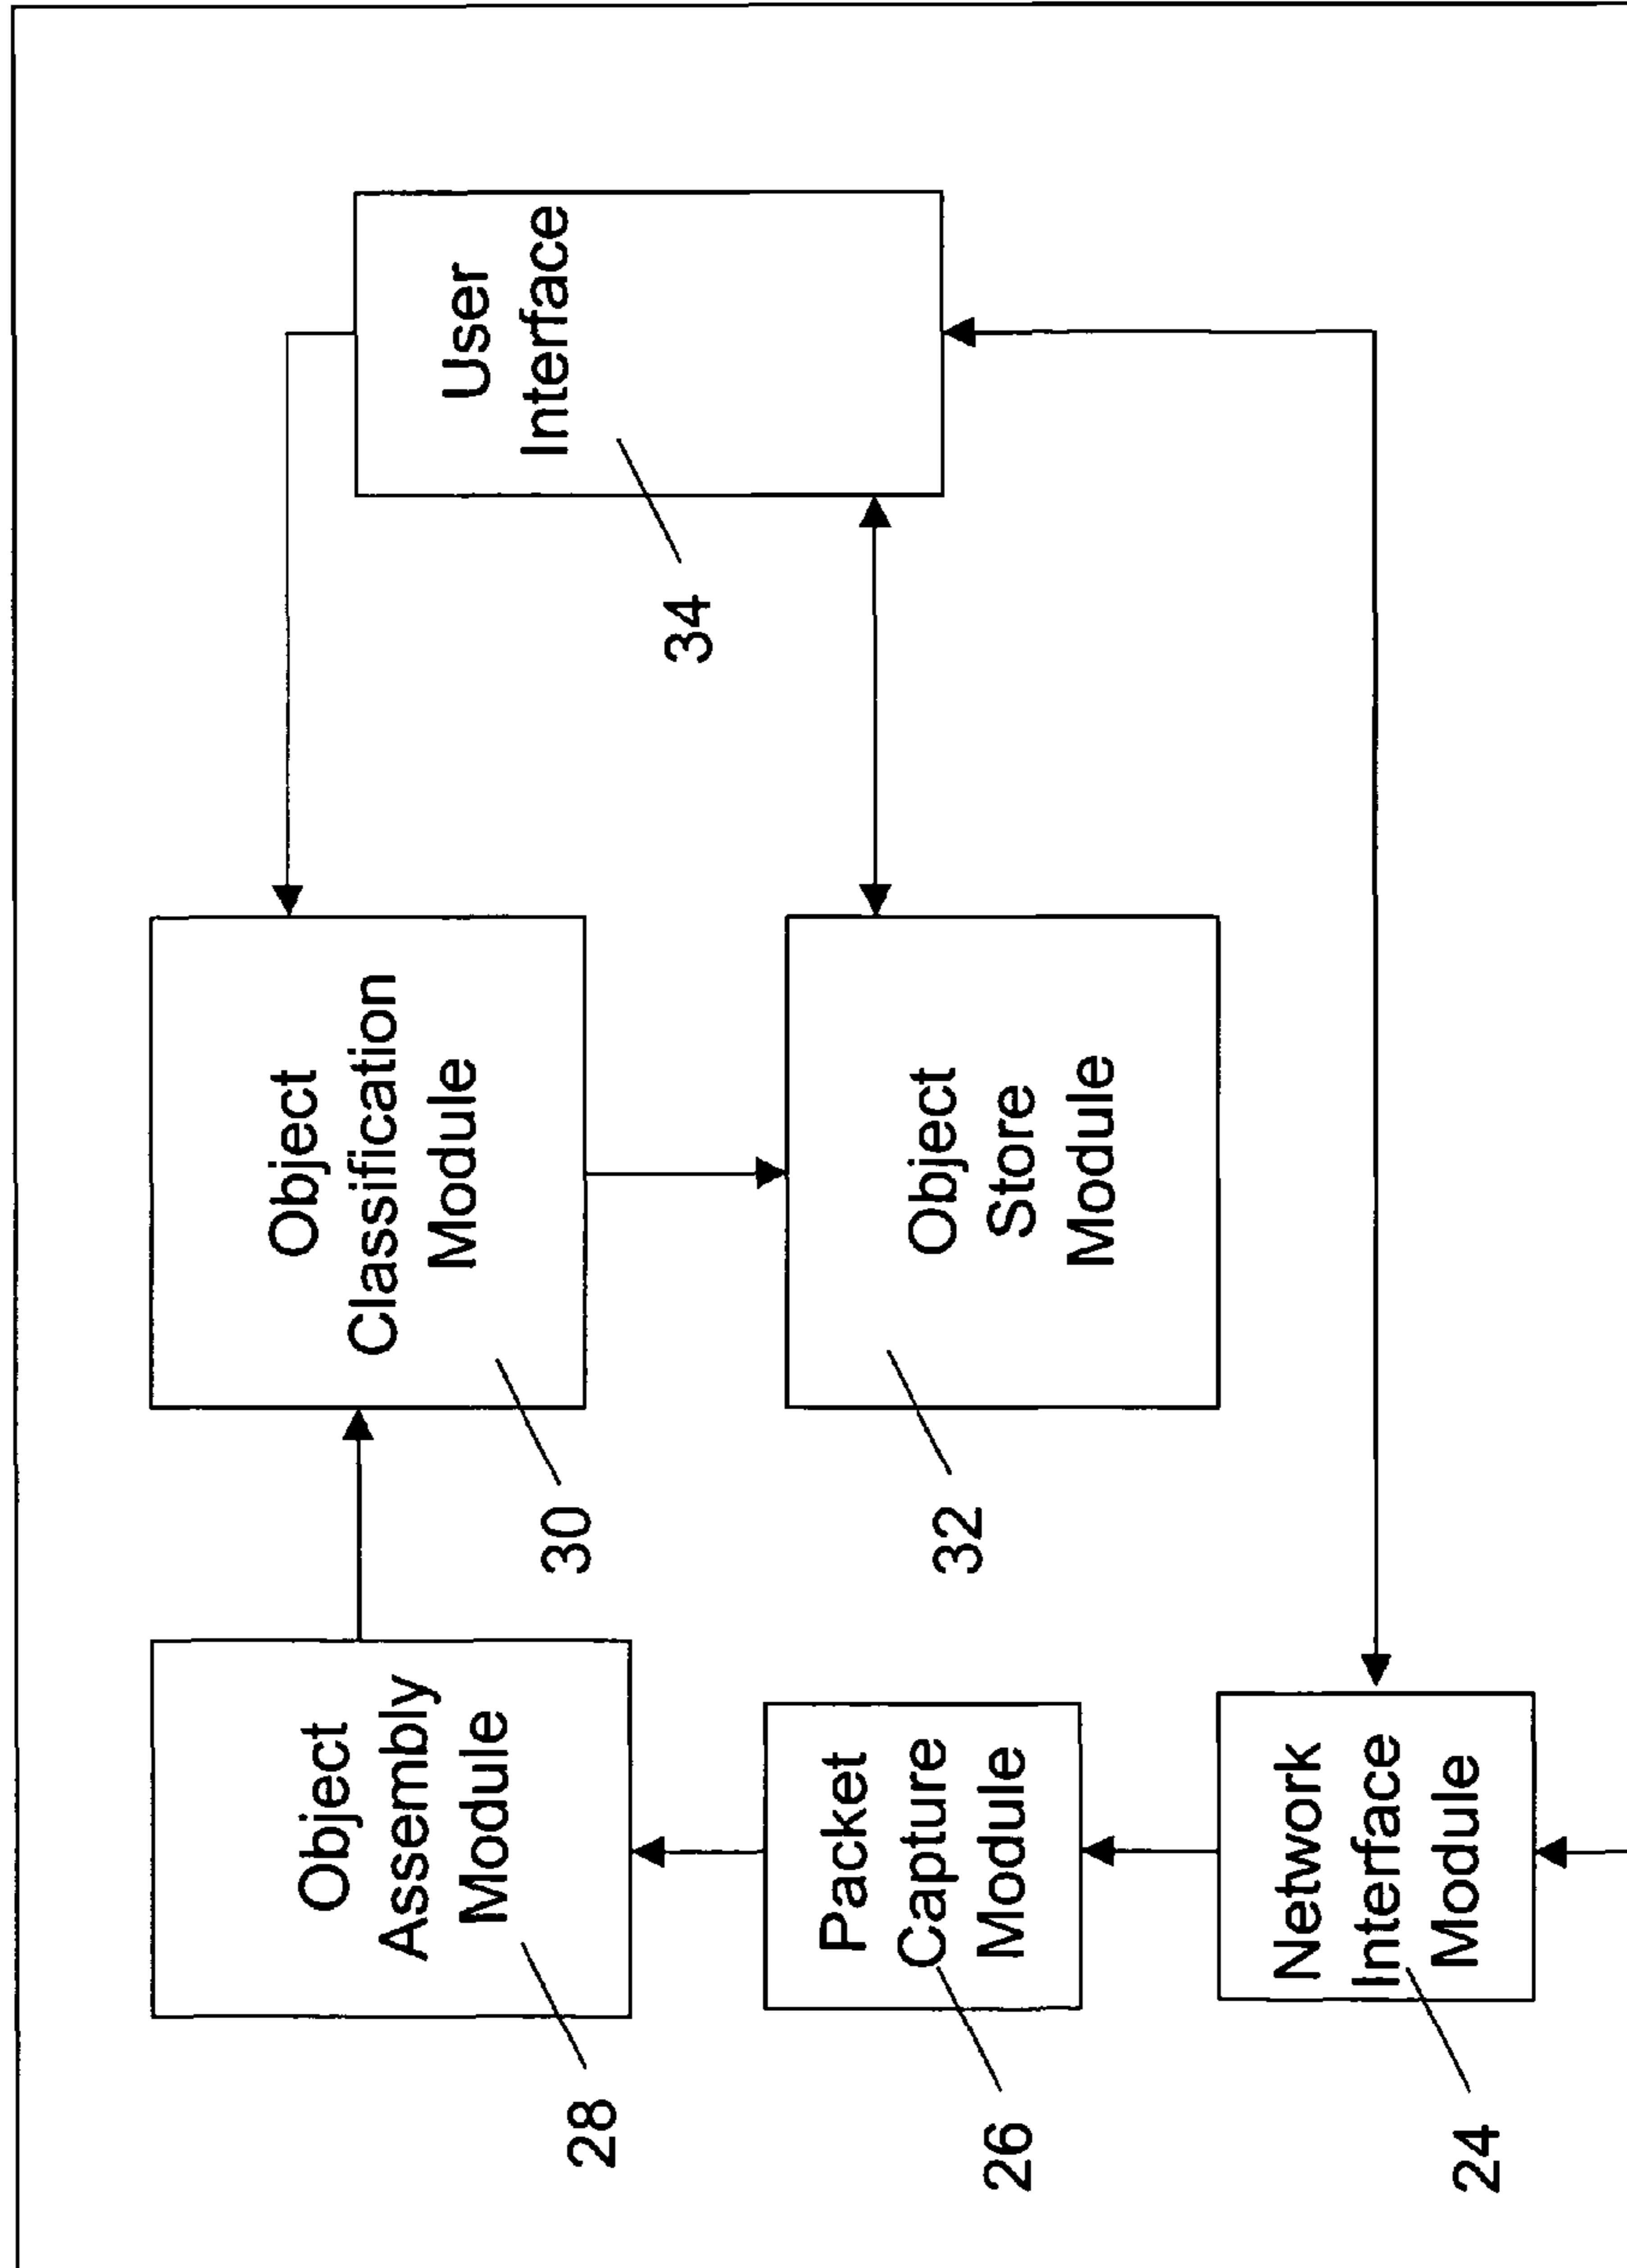 Object
Assembly
Module
28
Object
Classification
Module
30
User
Interface
34
Packet
Capture
Module
26
Object
Store
Module
32
Network
Interface
Module
24